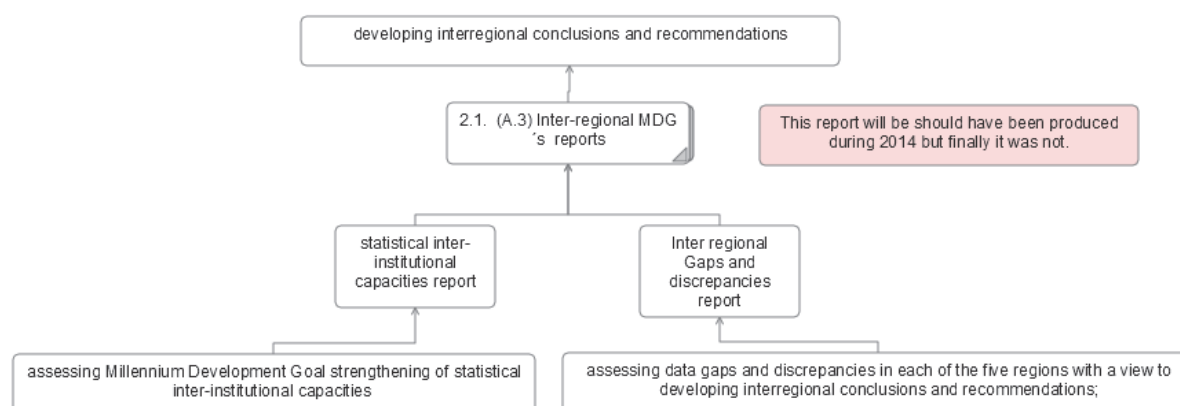 developing interregional conclusions and recommendations
2.1. (A.3) Inter-regional MDG
´s reports
This report will be should have been produced
during 2014 but finally it was not.
statistical inter-
institutional
capacities report
Inter regional
Gaps and
discrepancies
report
assessing Millennium Development Goal strengthening of statistical
inter-institutional capacities
assessing data gaps and discrepancies in each of the five regions with a view to
developing interregional conclusions and recommendations;